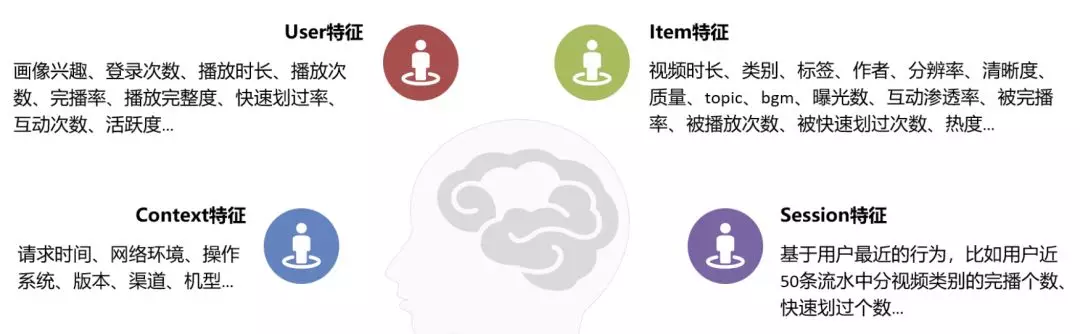 User特征
画像兴趣、登录次数、播放时长、播放次
数、完播率、播放完整度、快速划过率、
互动次数、活跃度...
Item特征
视频时长、类别、标签、作者、分辨率、清晰度、
质量、topic、bgm、曝光数、互动渗透率、被完播
率、被播放次数、被快速划过次数、热度...
Context特征
请求时间、网络环境、操作
系统、版本、渠道、机型...
Session特征
基于用户最近的行为，比如用户近
50条流水中分视频类别的完播个数、
快速划过个数...